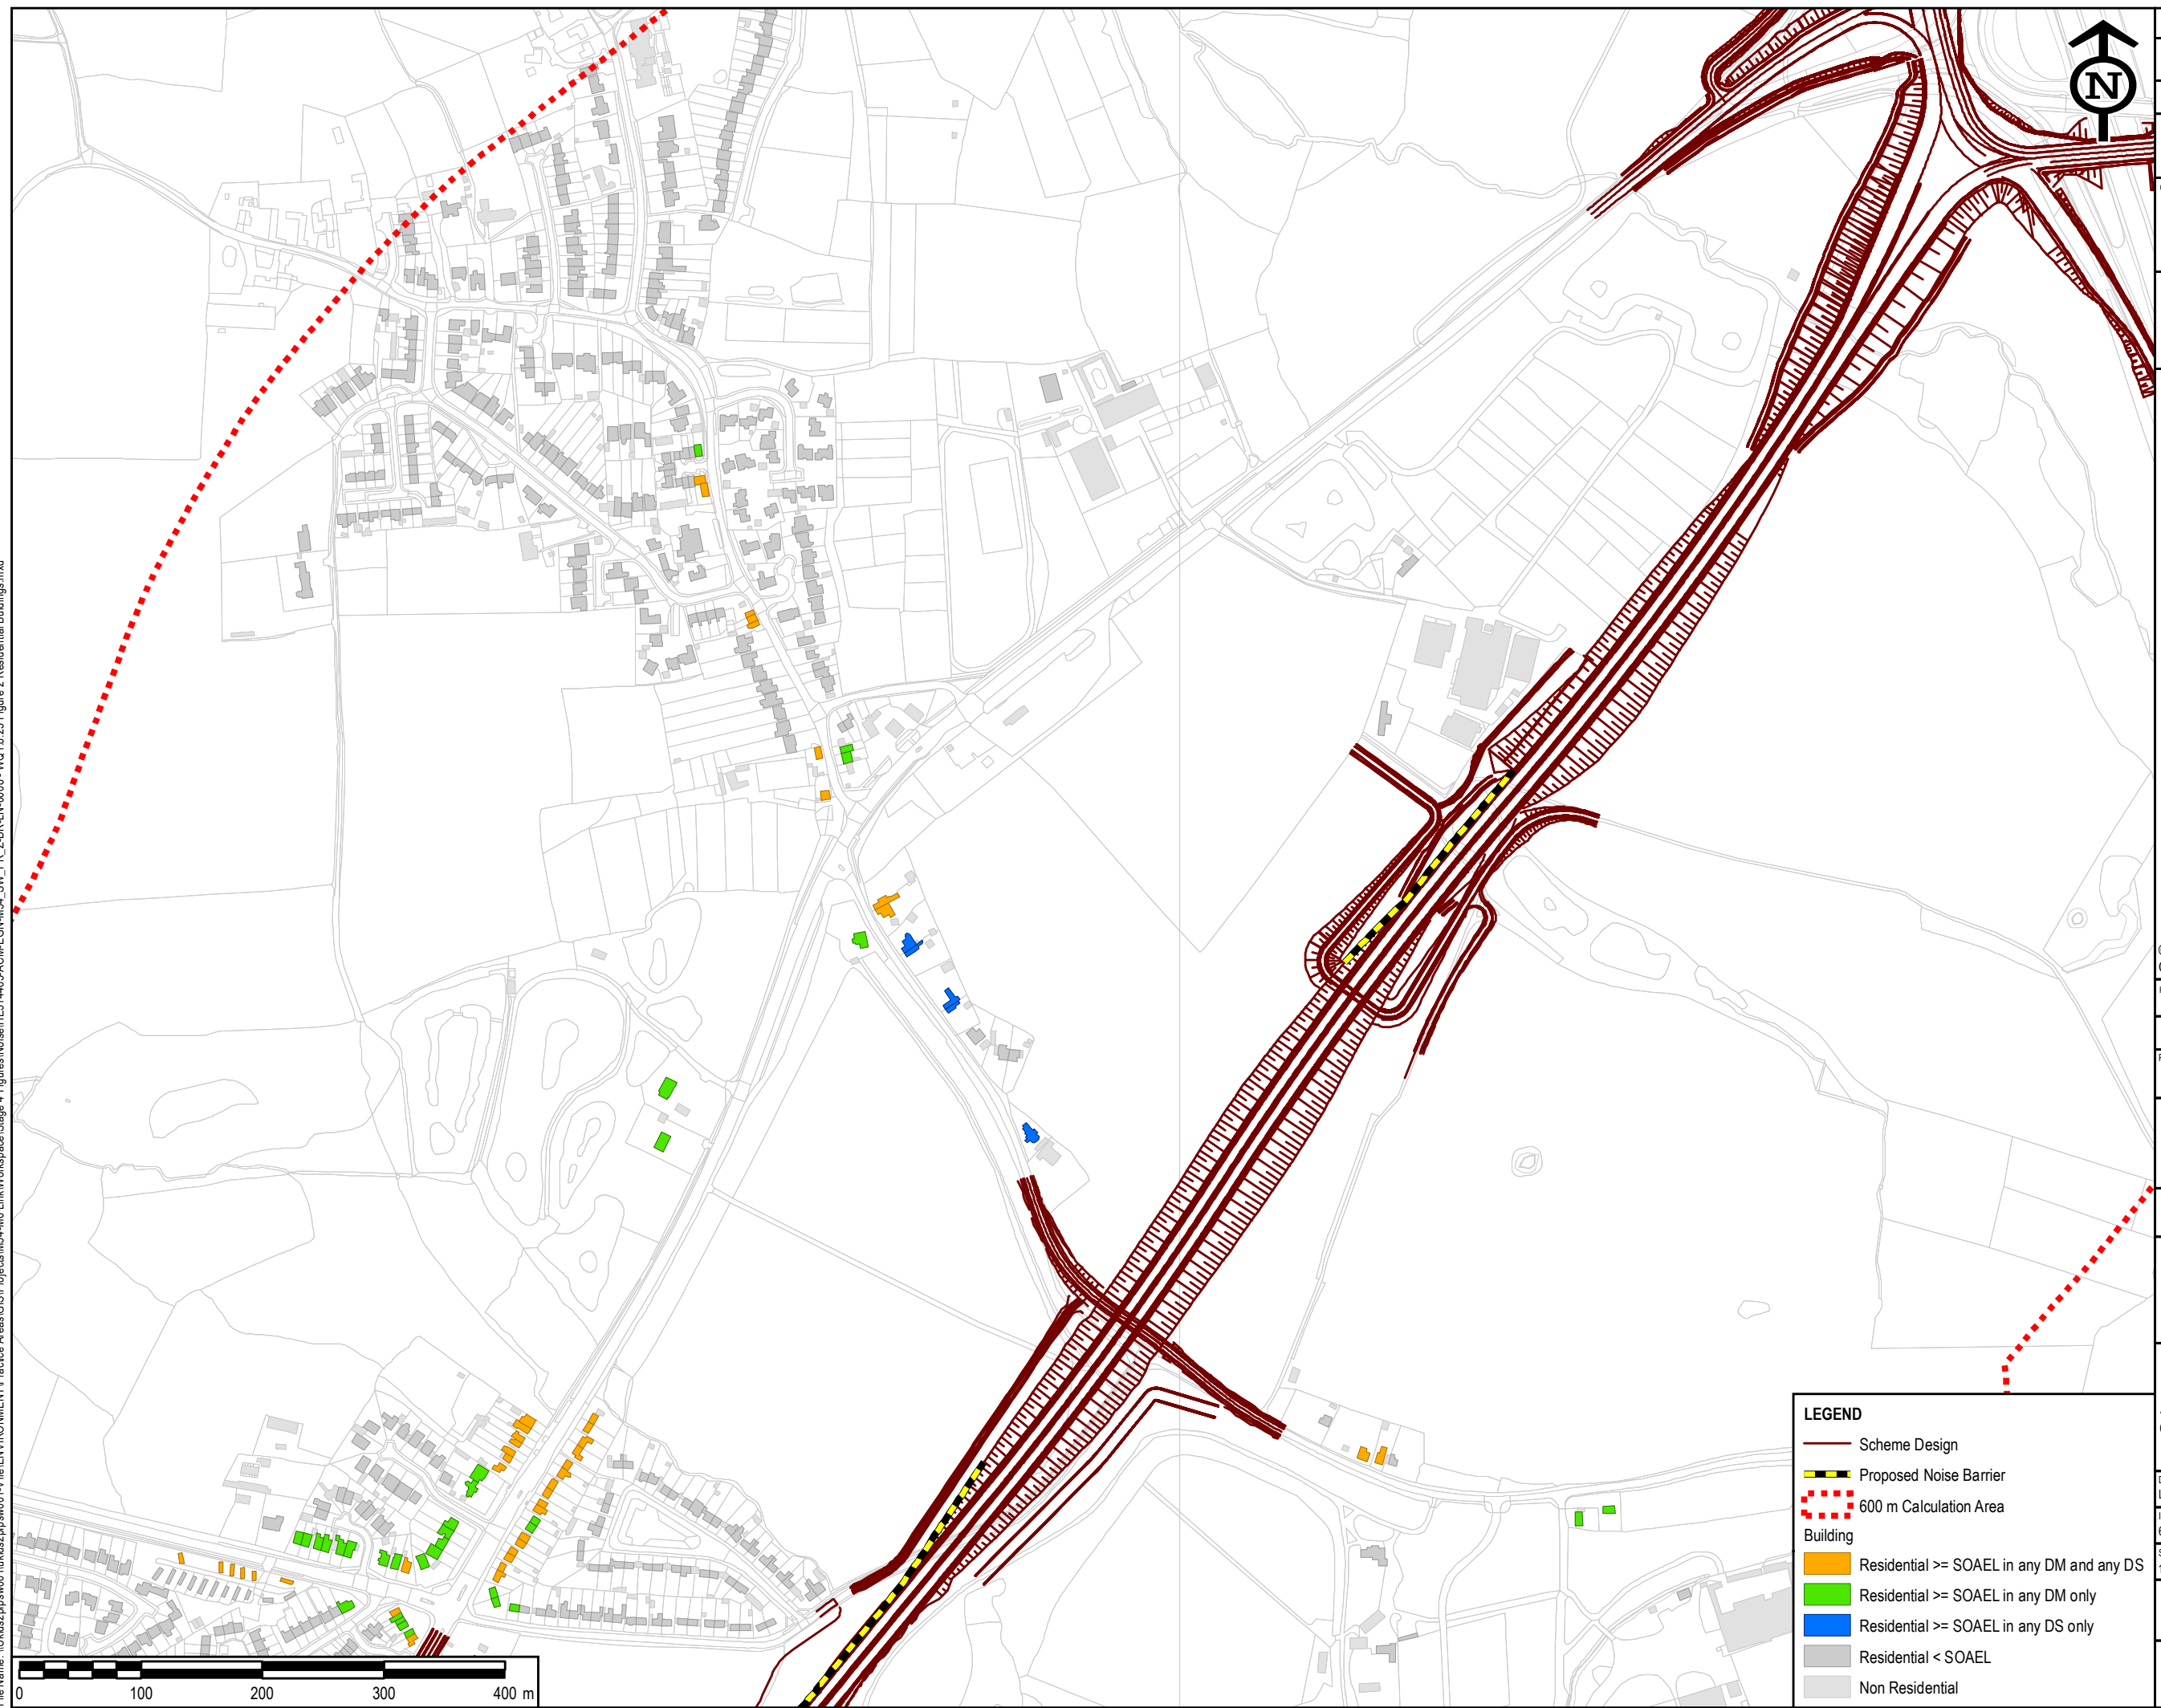 N
LEGEND
Scheme Design
Proposed Noise Barrier
600 m Calculation Area
Building
Residential >= SOAEL in any DM and any DS
Residential >= SOAEL in any DM only
Residential >= SOAEL in any DS only
Residential < SOAEL
Non Residential
0 100 200 300 400 m